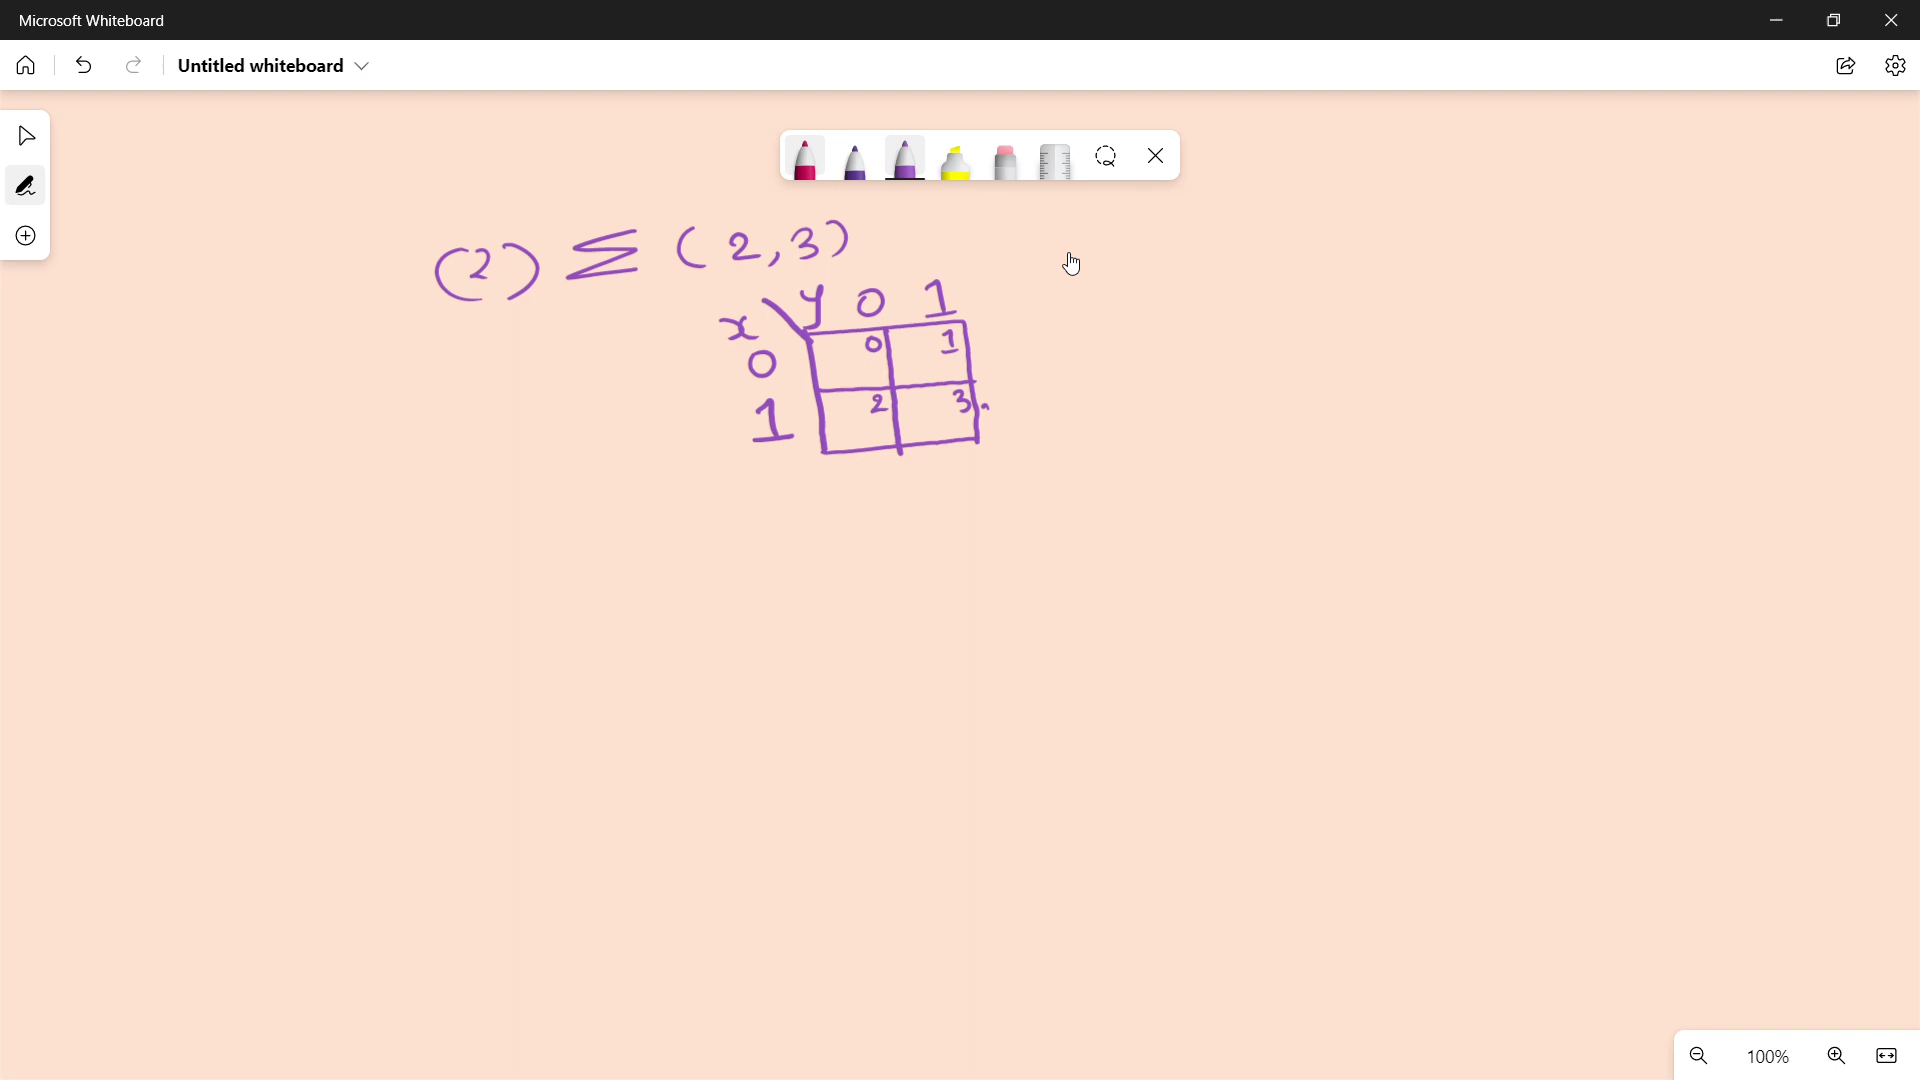 Microsoft Whiteboard
Untitled whiteboard
(2) Σ (2,3)
x \ y 0 1
0 0 1
1 2 3
100%